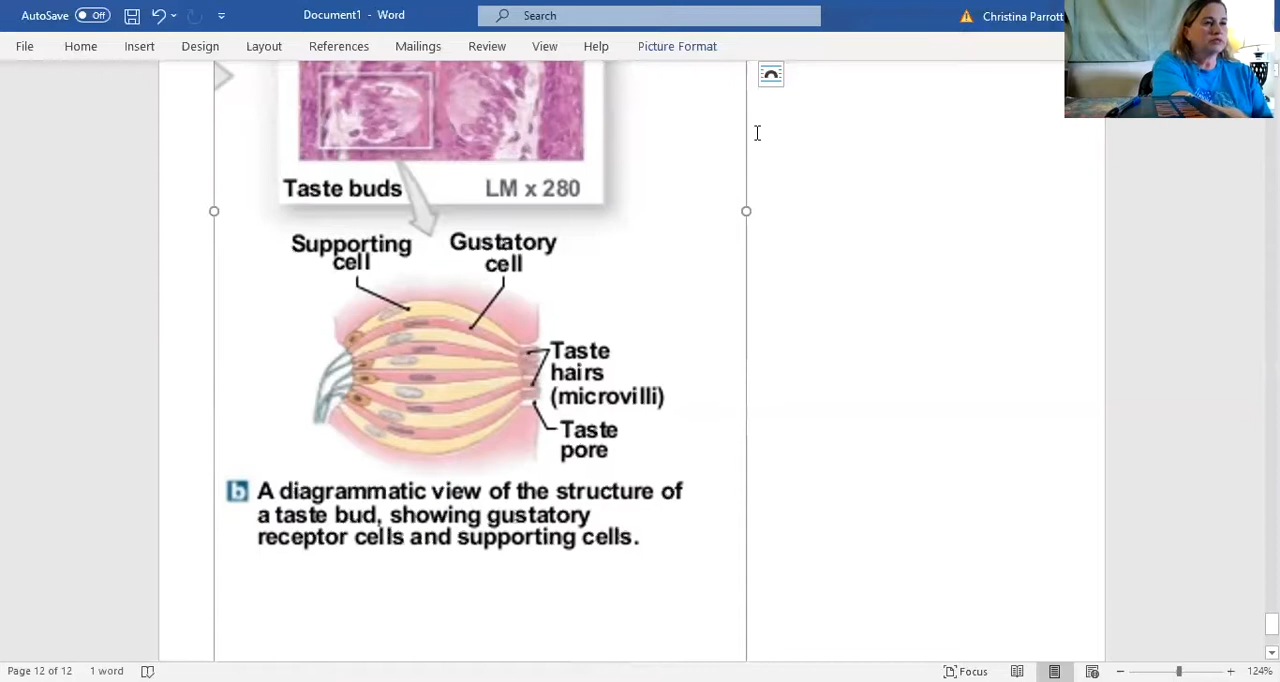 AutoSave Off Document1 - Word Search Christina Parrott
File Home Insert Design Layout References Mailings Review View Help Picture Format
Taste buds LM x 280
Supporting
cell
Gustatory
cell
Taste
hairs
(microvilli)
Taste
pore
b A diagrammatic view of the structure of
a taste bud, showing gustatory
receptor cells and supporting cells.
Page 12 of 12 1 word Focus 124%